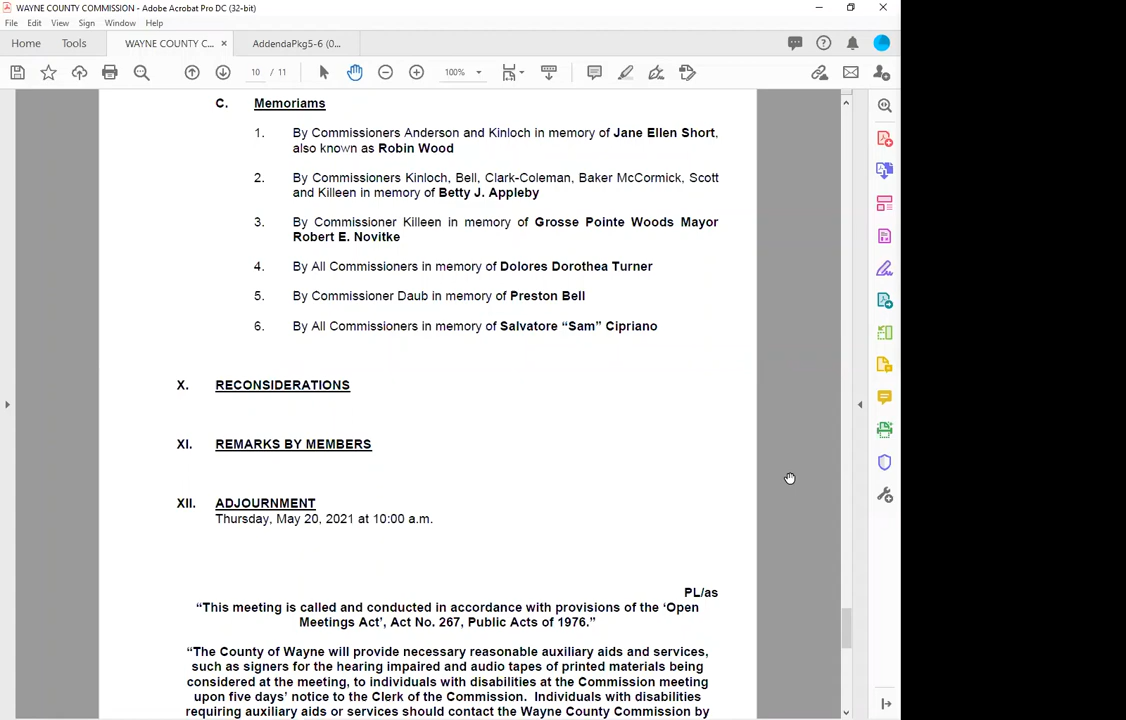 WAYNE COUNTY COMMISSION - Adobe Acrobat Pro DC (32-bit)
File Edit View Sign Window Help
Home Tools WAYNE COUNTY C... × AddendaPkg5-6 (0...
10 / 11 100%
C. Memoriams
1. By Commissioners Anderson and Kinloch in memory of Jane Ellen Short,
also known as Robin Wood
2. By Commissioners Kinloch, Bell, Clark-Coleman, Baker McCormick, Scott
and Killeen in memory of Betty J. Appleby
3. By Commissioner Killeen in memory of Grosse Pointe Woods Mayor
Robert E. Novitke
4. By All Commissioners in memory of Dolores Dorothea Turner
5. By Commissioner Daub in memory of Preston Bell
6. By All Commissioners in memory of Salvatore “Sam” Cipriano
X. RECONSIDERATIONS
XI. REMARKS BY MEMBERS
XII. ADJOURNMENT
Thursday, May 20, 2021 at 10:00 a.m.
PL/as
“This meeting is called and conducted in accordance with provisions of the ‘Open
Meetings Act’, Act No. 267, Public Acts of 1976.”
“The County of Wayne will provide necessary reasonable auxiliary aids and services,
such as signers for the hearing impaired and audio tapes of printed materials being
considered at the meeting, to individuals with disabilities at the Commission meeting
upon five days’ notice to the Clerk of the Commission. Individuals with disabilities
requiring auxiliary aids or services should contact the Wayne County Commission by